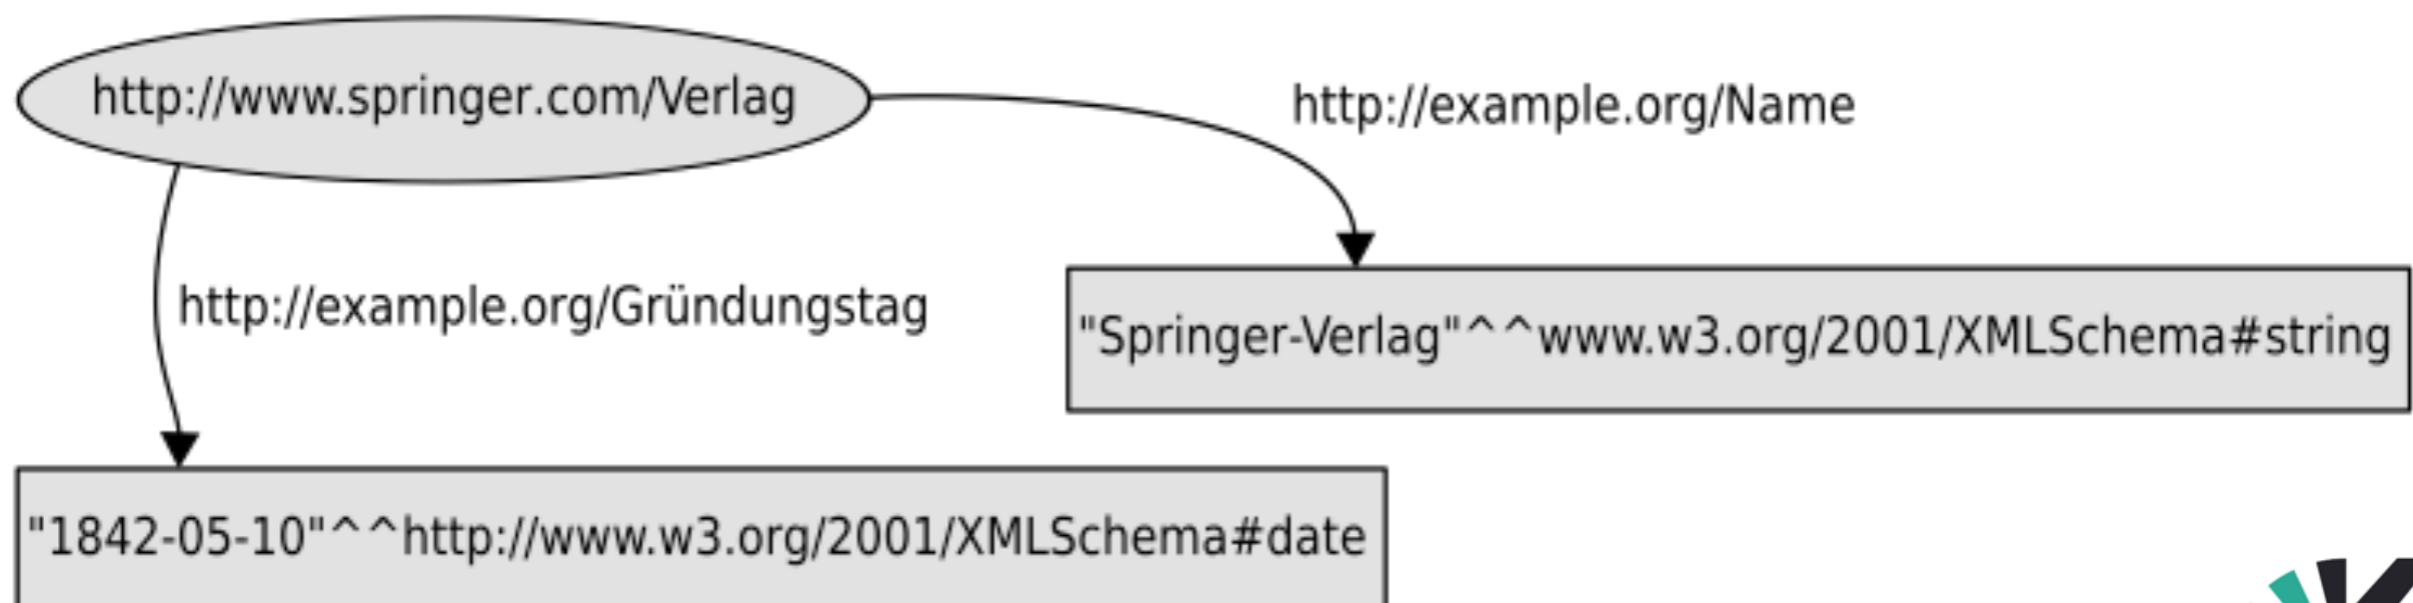 http://www.springer.com/Verlag
http://example.org/Name
http://example.org/Gründungstag
"Springer-Verlag"^^www.w3.org/2001/XMLSchema#string
"1842-05-10"^^http://www.w3.org/2001/XMLSchema#date